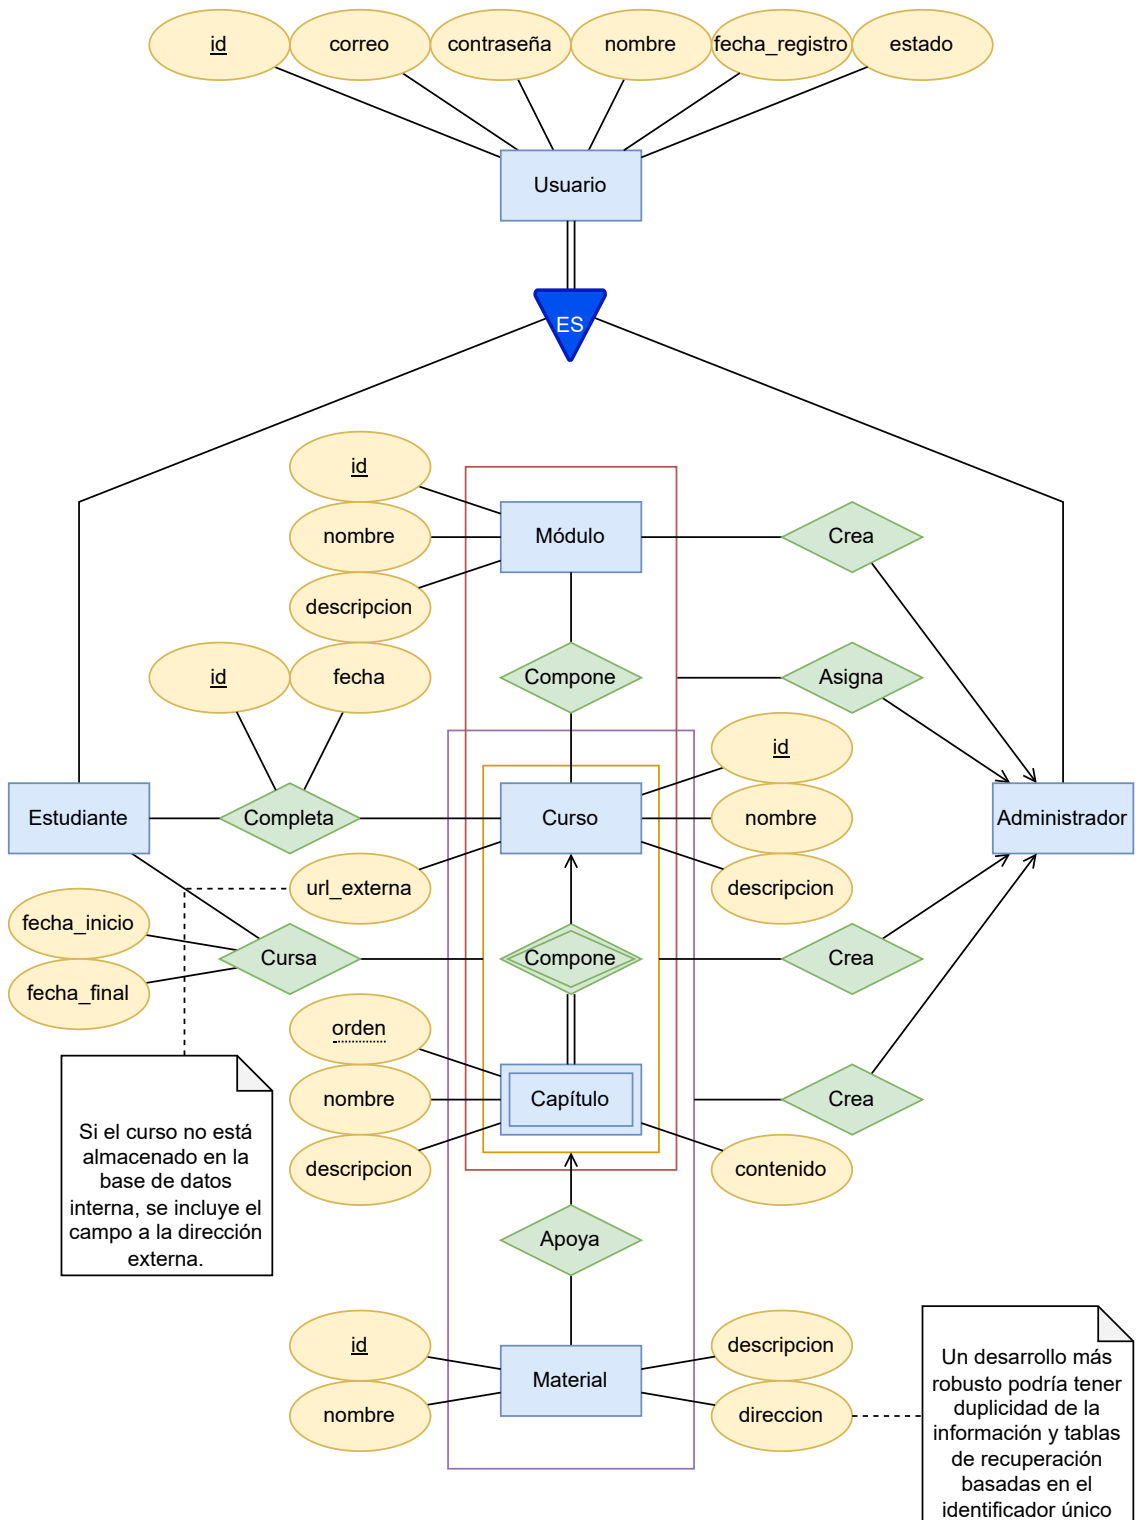 id
correo
contraseña
nombre
fecha_registro
estado
Usuario
ES
id
nombre
Módulo
Crea
descripcion
id
fecha
Compone
Asigna
id
Estudiante
Completa
Curso
nombre
Administrador
url_externa
descripcion
fecha_inicio
Cursa
Compone
Crea
fecha_final
orden
nombre
Capítulo
Crea
descripcion
contenido
Si el curso no está
almacenado en la
base de datos
interna, se incluye el
campo a la dirección
externa.
Apoya
id
descripcion
Material
nombre
direccion
Un desarrollo más
robusto podría tener
duplicidad de la
información y tablas
de recuperación
basadas en el
identificador único